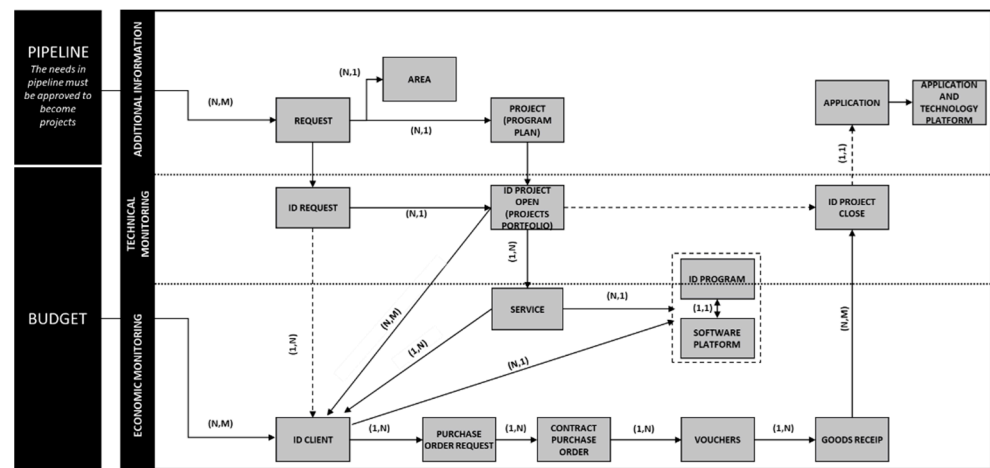 PIPELINE
The needs in
pipeline must
be approved to
become
projects
BUDGET
ADDITIONAL INFORMATION
TECHNICAL
MONITORING
ECONOMIC MONITORING
(N,M)
REQUEST
(N,1)
AREA
(N,1)
PROJECT
(PROGRAM
PLAN)
APPLICATION
APPLICATION
AND
TECHNOLOGY
PLATFORM
(1,1)
ID REQUEST
(N,1)
ID PROJECT
OPEN
(PROJECTS
PORTFOLIO)
ID PROJECT
CLOSE
(1,N)
ID PROGRAM
(1,1)
SOFTWARE
PLATFORM
SERVICE
(N,1)
(N,M)
(1,N)
(1,N)
(N,1)
(N,M)
(N,M)
ID CLIENT
(1,N)
PURCHASE
ORDER REQUEST
(1,N)
CONTRACT
PURCHASE
ORDER
(1,N)
VOUCHERS
(1,N)
GOODS RECEIP